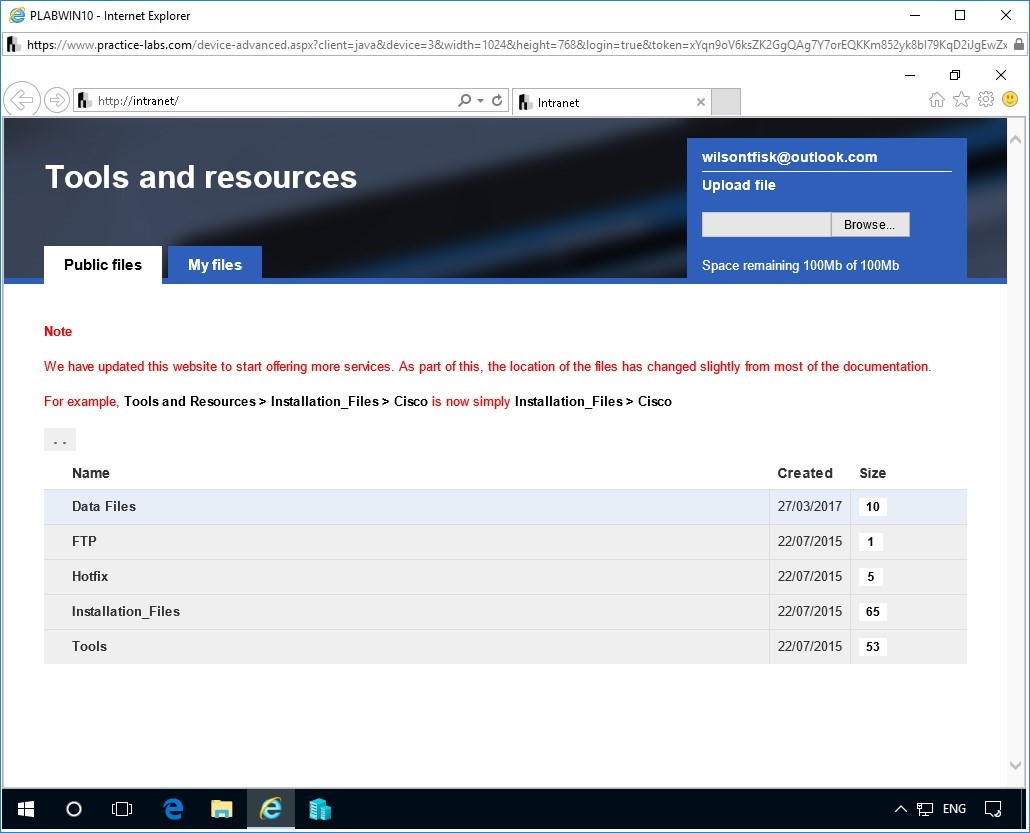 PLABWIN10 - Internet Explorer
https://www.practice-labs.com/device-advanced.aspx?client=java&device=3&width=1024&height=768&login=true&token=xYqn9oV6ksZK2GgQAg7Y7orEQKKm852yk8bl79KqD2iJgEwZx
http://intranet/
Intranet
Tools and resources
wilsontfisk@outlook.com
Upload file
Browse...
Space remaining 100Mb of 100Mb
Public files
My files
Note
We have updated this website to start offering more services. As part of this, the location of the files has changed slightly from most of the documentation.
For example, Tools and Resources > Installation_Files > Cisco is now simply Installation_Files > Cisco
. .
Name Created Size
Data Files 27/03/2017 10
FTP 22/07/2015 1
Hotfix 22/07/2015 5
Installation_Files 22/07/2015 65
Tools 22/07/2015 53
ENG